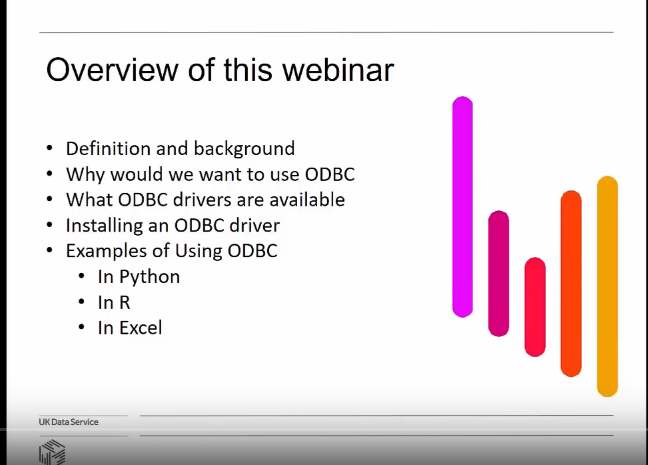 Overview of this webinar
• Definition and background
• Why would we want to use ODBC
• What ODBC drivers are available
• Installing an ODBC driver
• Examples of Using ODBC
• In Python
• In R
• In Excel
UK Data Service